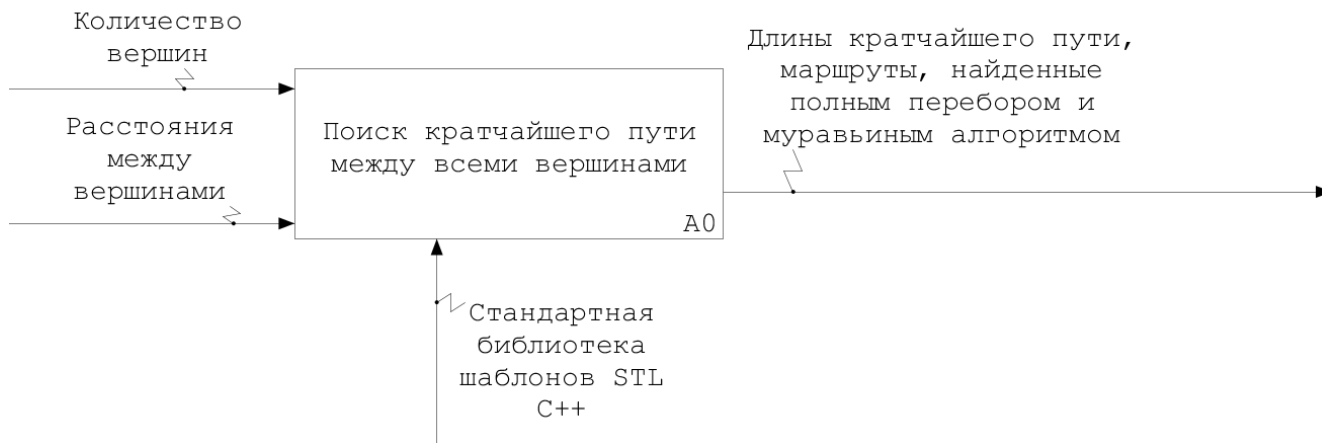 Количество
вершин
Расстояния
между
вершинами
Поиск кратчайшего пути
между всеми вершинами
A0
Длины кратчайшего пути,
маршруты, найденные
полным перебором и
муравьиным алгоритмом
Стандартная
библиотека
шаблонов STL
C++